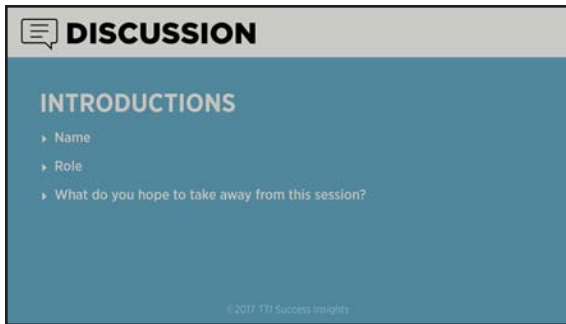 DISCUSSION
INTRODUCTIONS
Name
Role
What do you hope to take away from this session?
©2017 TTI Success Insights